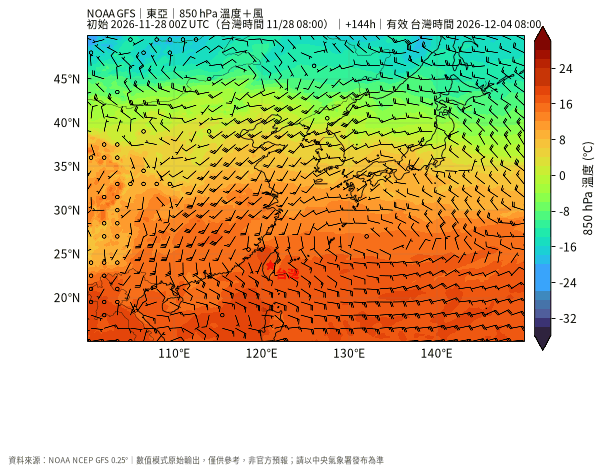 NOAA GFS｜東亞｜850 hPa 溫度＋風
初始 2026-11-28 00Z UTC（台灣時間 11/28 08:00）｜+144h｜有效 台灣時間 2026-12-04 08:00
45°N
40°N
35°N
30°N
25°N
20°N
110°E
120°E
130°E
140°E
24
16
8
0
-8
-16
-24
-32
850 hPa 溫度 (°C)
資料來源：NOAA NCEP GFS 0.25°｜數值模式原始輸出，僅供參考，非官方預報；請以中央氣象署發布為準